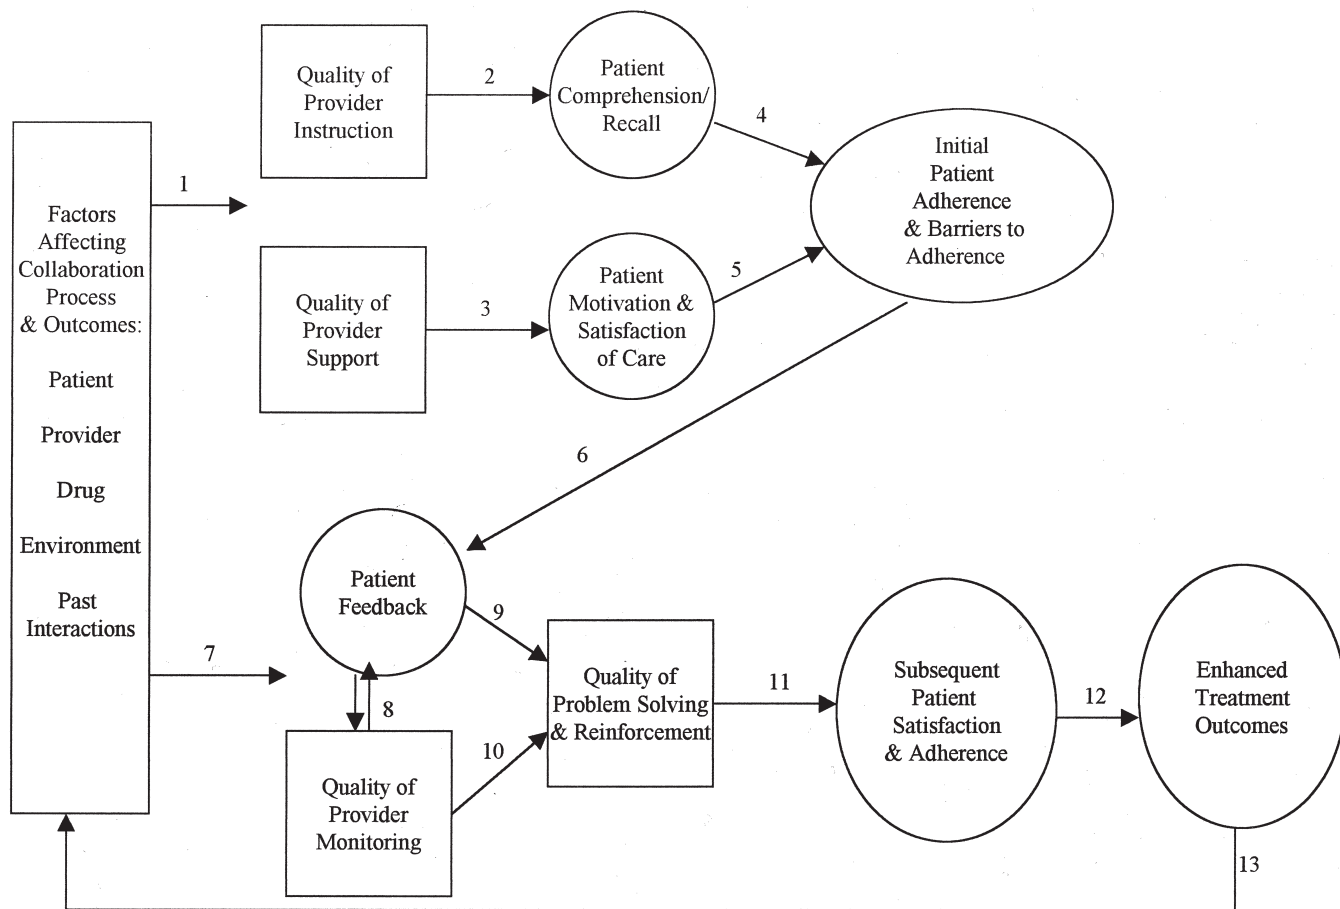 Factors
Affecting
Collaboration
Process
& Outcomes:
Patient
Provider
Drug
Environment
Past
Interactions
1
Quality of
Provider
Instruction
2
Patient
Comprehension/
Recall
4
Quality of
Provider
Support
3
Patient
Motivation &
Satisfaction
of Care
5
Initial
Patient
Adherence
& Barriers to
Adherence
6
7
Patient
Feedback
8
Quality of
Provider
Monitoring
9
10
Quality of
Problem Solving
& Reinforcement
11
Subsequent
Patient
Satisfaction
& Adherence
12
Enhanced
Treatment
Outcomes
13